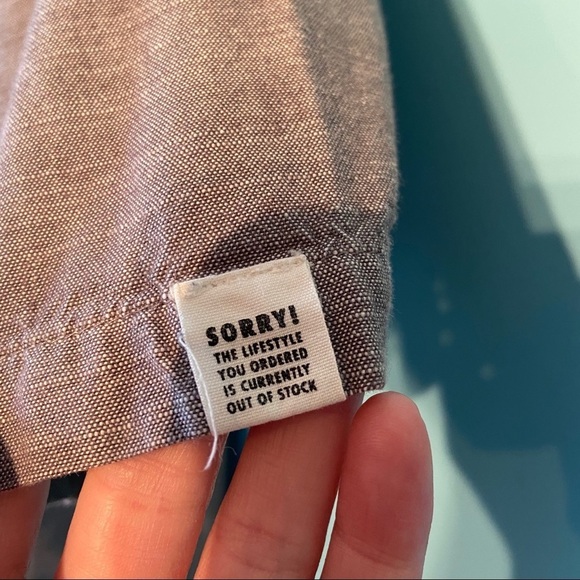 SORRY!
THE LIFESTYLE
YOU ORDERED
IS CURRENTLY
OUT OF STOCK